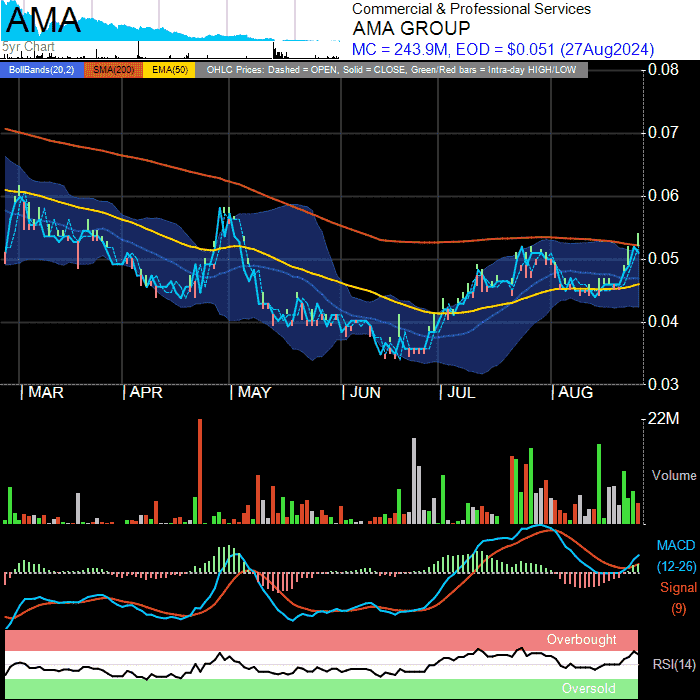 AMA
5yr. Chart
Commercial & Professional Services
AMA GROUP
MC = 243.9M, EOD = $0.051 (27Aug2024)
BollBands(20,2) SMA(200) EMA(50) OHLC Prices: Dashed = OPEN, Solid = CLOSE, Green/Red bars = Intra-day HIGH/LOW
0.08
0.07
0.06
0.05
0.04
0.03
MAR APR MAY JUN JUL AUG
22M
Volume
MACD
(12-26)
Signal
(9)
Overbought
RSI(14)
Oversold